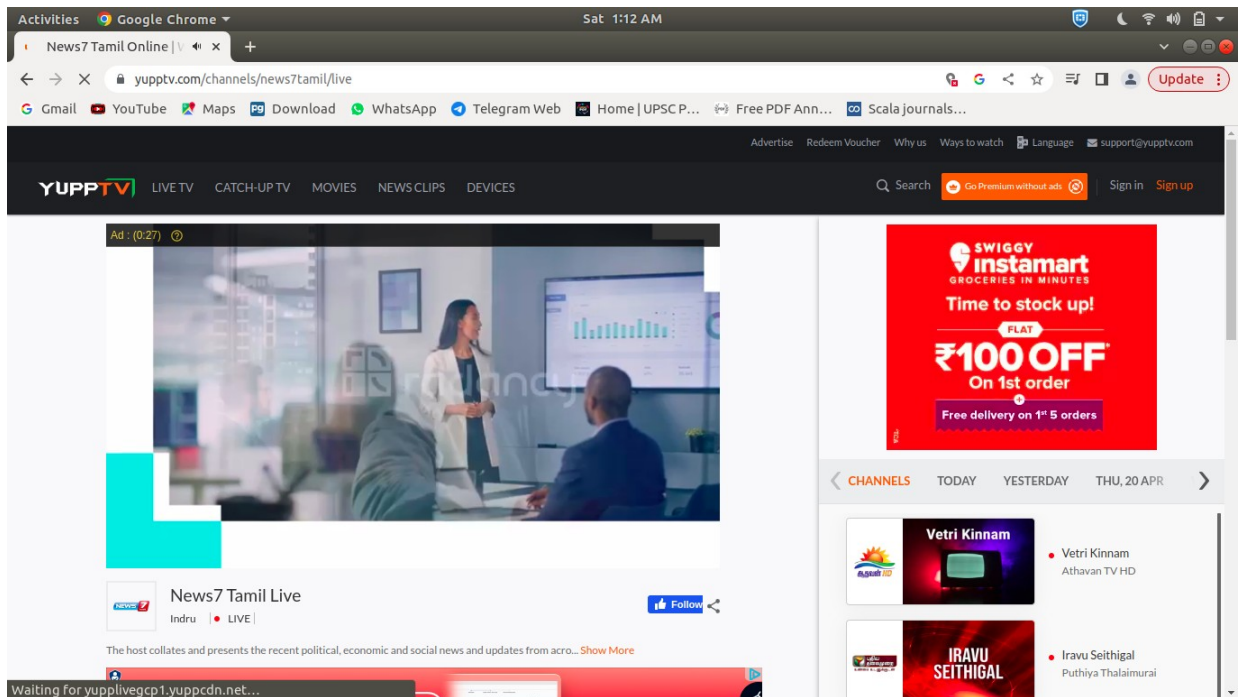 Activities Google Chrome Sat 1:12 AM
News7 Tamil Online | V
yupptv.com/channels/news7tamil/live Update
Gmail YouTube Maps Download WhatsApp Telegram Web Home | UPSC P... Free PDF Ann... Scala journals...
Advertise Redeem Voucher Why us Ways to watch Language support@yupptv.com
YUPPTV LIVE TV CATCH-UP TV MOVIES NEWS CLIPS DEVICES Search Go Premium without ads Sign in Sign up
Ad : (0:27)
radancy
SWIGGY
instamart
GROCERIES IN MINUTES
Time to stock up!
FLAT
₹100 OFF*
On 1st order
+
Free delivery on 1st 5 orders
CHANNELS TODAY YESTERDAY THU, 20 APR
Vetri Kinnam
Vetri Kinnam
Athavan TV HD
IRAVU
SEITHIGAL
Iravu Seithigal
Puthiya Thalaimurai
NEWS 7
News7 Tamil Live
Indru LIVE
Follow
The host collates and presents the recent political, economic and social news and updates from acro... Show More
Waiting for yupplivegcp1.yuppcdn.net...